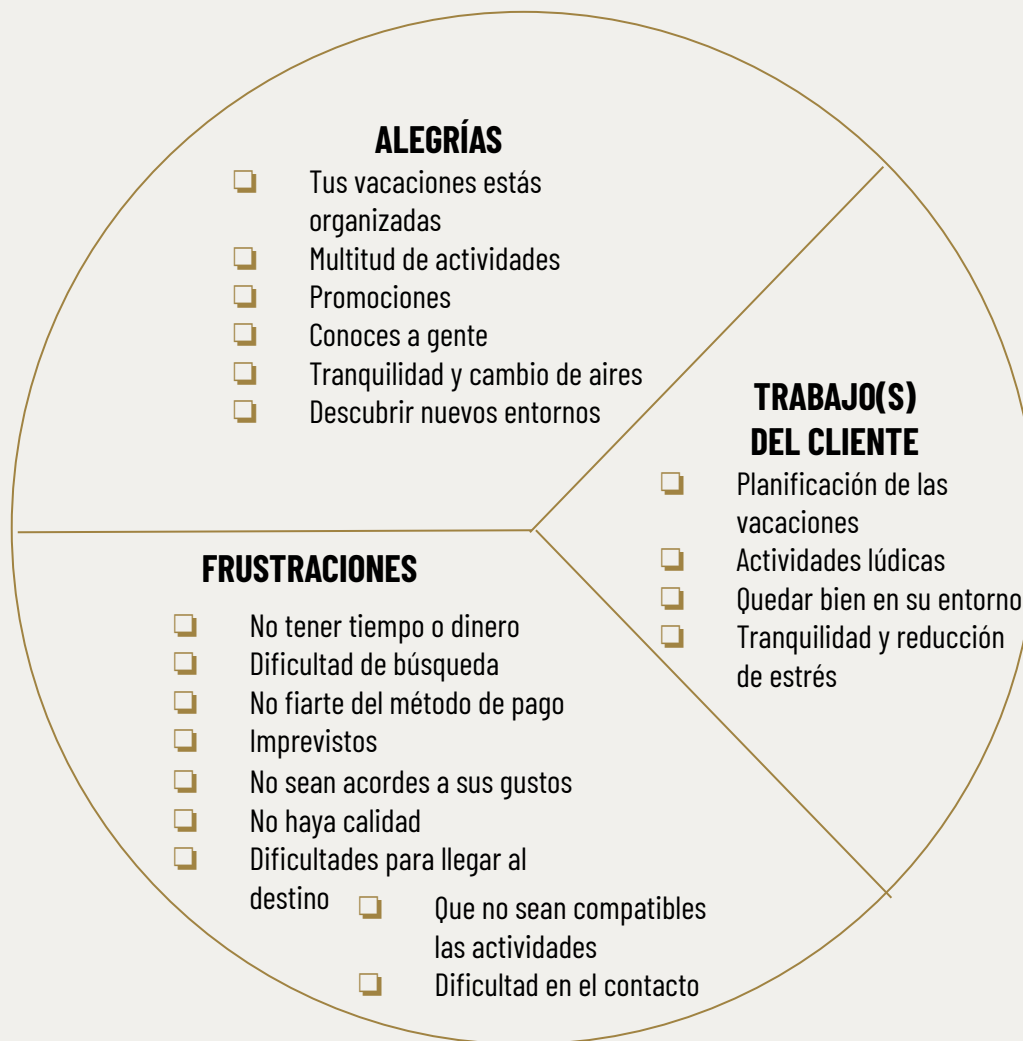 ALEGRÍAS
Tus vacaciones estás
organizadas
Multitud de actividades
Promociones
Conoces a gente
Tranquilidad y cambio de aires
Descubrir nuevos entornos
TRABAJO(S)
DEL CLIENTE
Planificación de las
vacaciones
Actividades lúdicas
Quedar bien en su entorno
Tranquilidad y reducción
de estrés
FRUSTRACIONES
No tener tiempo o dinero
Dificultad de búsqueda
No fiarte del método de pago
Imprevistos
No sean acordes a sus gustos
No haya calidad
Dificultades para llegar al
destino
Que no sean compatibles
las actividades
Dificultad en el contacto